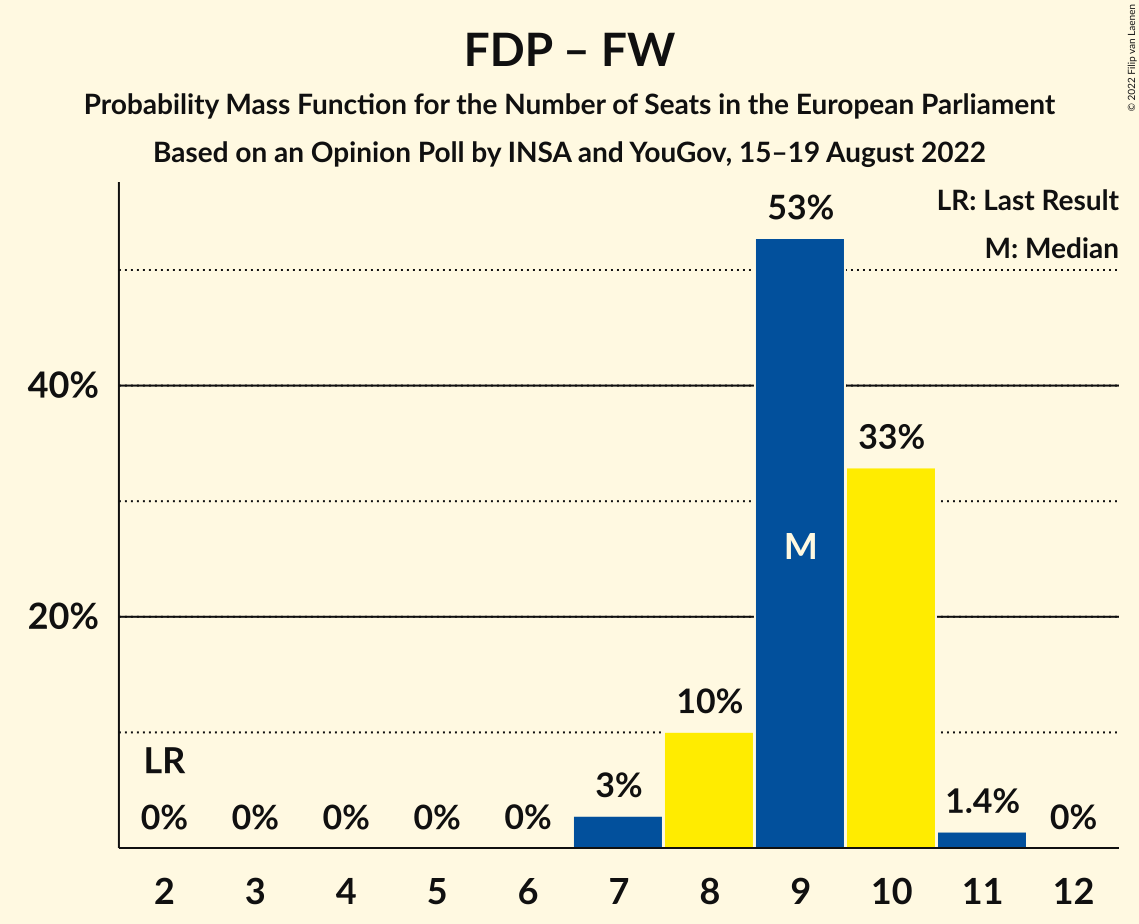 FDP – FW
Probability Mass Function for the Number of Seats in the European Parliament
Based on an Opinion Poll by INSA and YouGov, 15–19 August 2022
© 2022 Filip van Laenen
LR: Last Result
M: Median
53%
40%
33%
M
20%
10%
LR
3%
1.4%
0% 0% 0% 0% 0% 0%
2 3 4 5 6 7 8 9 10 11 12